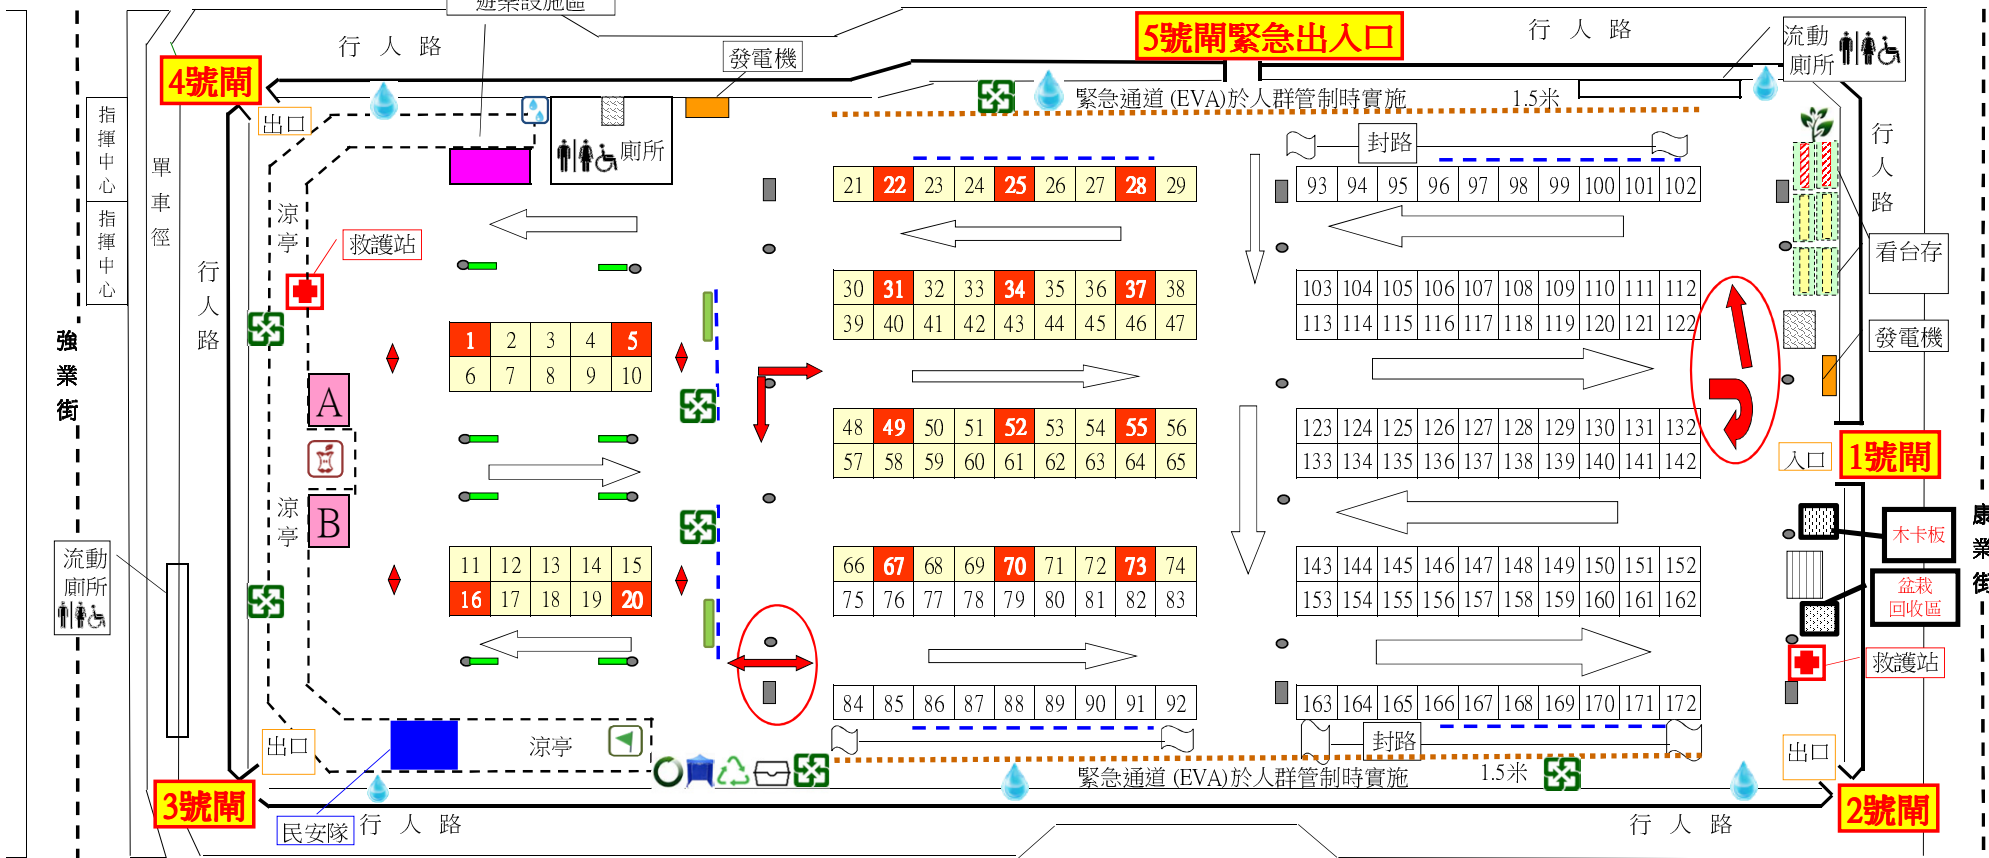 遊樂設施區
5號閘緊急出入口
行 人 路
行 人 路
流動
廁所
發電機
4號閘
出口
緊急通道 (EVA)於人群管制時實施
1.5米
指揮中心
單車徑
行人路
廁所
封路
行人路
21 22 23 24 25 26 27 28 29
93 94 95 96 97 98 99 100 101 102
涼亭
救護站
看台存
30 31 32 33 34 35 36 37 38
103 104 105 106 107 108 109 110 111 112
指揮中心
39 40 41 42 43 44 45 46 47
113 114 115 116 117 118 119 120 121 122
強業街
1 2 3 4 5
發電機
6 7 8 9 10
A
48 49 50 51 52 53 54 55 56
123 124 125 126 127 128 129 130 131 132
57 58 59 60 61 62 63 64 65
133 134 135 136 137 138 139 140 141 142
入口
1號閘
涼亭
B
木卡板
康業街
流動
廁所
11 12 13 14 15
66 67 68 69 70 71 72 73 74
143 144 145 146 147 148 149 150 151 152
盆栽
回收區
16 17 18 19 20
75 76 77 78 79 80 81 82 83
153 154 155 156 157 158 159 160 161 162
救護站
84 85 86 87 88 89 90 91 92
163 164 165 166 167 168 169 170 171 172
出口
涼亭
封路
出口
緊急通道 (EVA)於人群管制時實施
1.5米
3號閘
2號閘
民安隊
行 人 路
行 人 路